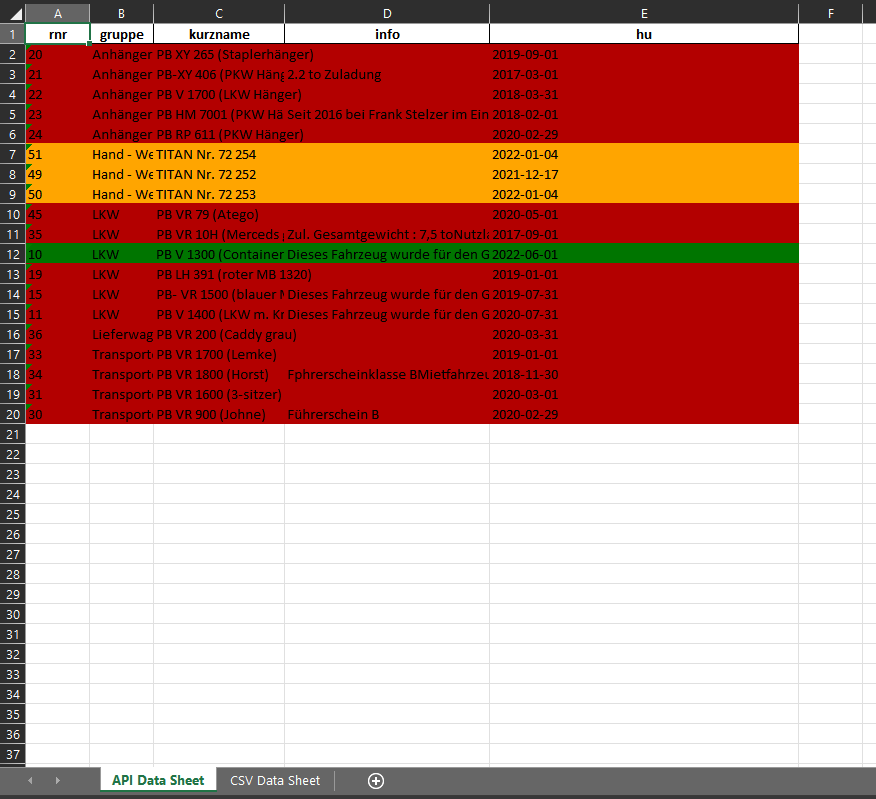 A B C D E F
1 rnr gruppe kurzname info hu
2 20 Anhänger PB XY 265 (Staplerhänger) 2019-09-01
3 21 Anhänger PB-XY 406 (PKW Häng 2.2 to Zuladung 2017-03-01
4 22 Anhänger PB V 1700 (LKW Hänger) 2018-03-31
5 23 Anhänger PB HM 7001 (PKW Hä Seit 2016 bei Frank Stelzer im Ein 2018-02-01
6 24 Anhänger PB RP 611 (PKW Hänger) 2020-02-29
7 51 Hand - We TITAN Nr. 72 254 2022-01-04
8 49 Hand - We TITAN Nr. 72 252 2021-12-17
9 50 Hand - We TITAN Nr. 72 253 2022-01-04
10 45 LKW PB VR 79 (Atego) 2020-05-01
11 35 LKW PB VR 10H (Merceds Zul. Gesamtgewicht : 7,5 toNutzl 2017-09-01
12 10 LKW PB V 1300 (Container Dieses Fahrzeug wurde für den G 2022-06-01
13 19 LKW PB LH 391 (roter MB 1320) 2019-01-01
14 15 LKW PB- VR 1500 (blauer Dieses Fahrzeug wurde für den G 2019-07-31
15 11 LKW PB V 1400 (LKW m. Kr Dieses Fahrzeug wurde für den G 2020-07-31
16 36 Lieferwag PB VR 200 (Caddy grau) 2020-03-31
17 33 Transporte PB VR 1700 (Lemke) 2019-01-01
18 34 Transporte PB VR 1800 (Horst) Fphrerscheinklasse BMietfahrzeu 2018-11-30
19 31 Transporte PB VR 1600 (3-sitzer) 2020-03-01
20 30 Transporte PB VR 900 (Johne) Führerschein B 2020-02-29
21
22
23
24
25
26
27
28
29
30
31
32
33
34
35
36
37
API Data Sheet CSV Data Sheet